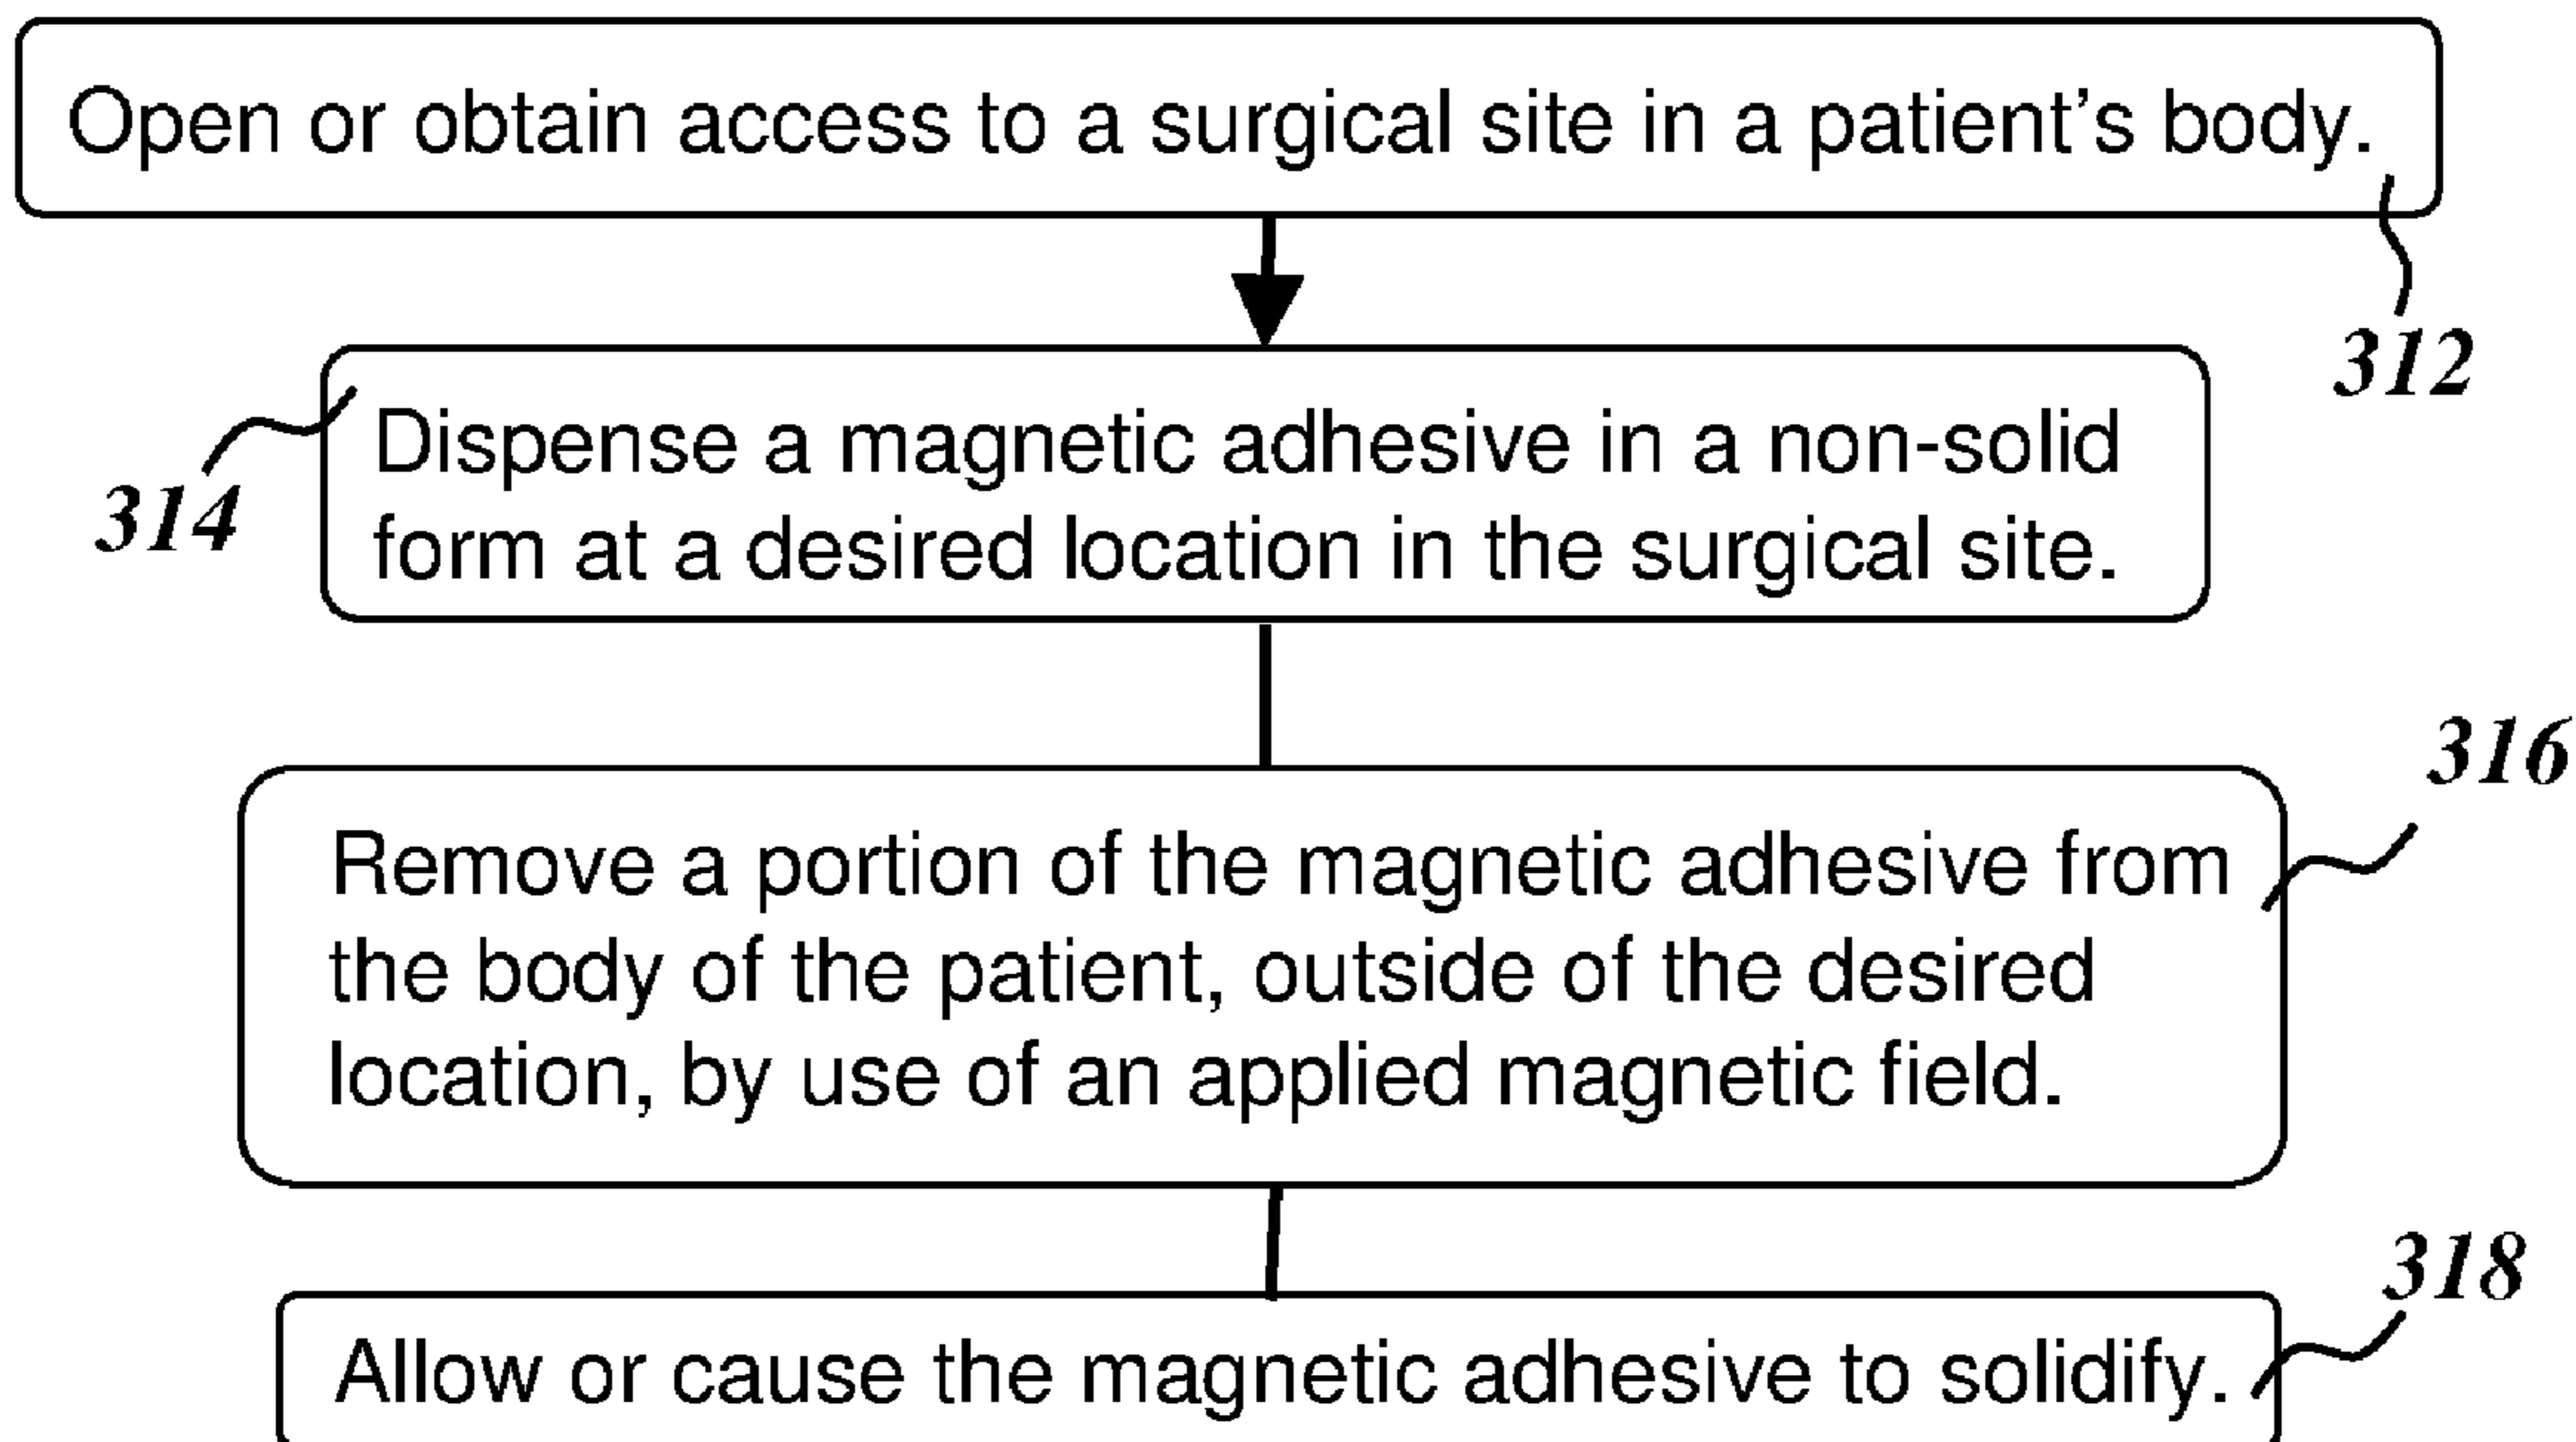 Open or obtain access to a surgical site in a patient's body.
312
Dispense a magnetic adhesive in a non-solid
form at a desired location in the surgical site.
314
316
Remove a portion of the magnetic adhesive from
the body of the patient, outside of the desired
location, by use of an applied magnetic field.
318
Allow or cause the magnetic adhesive to solidify.